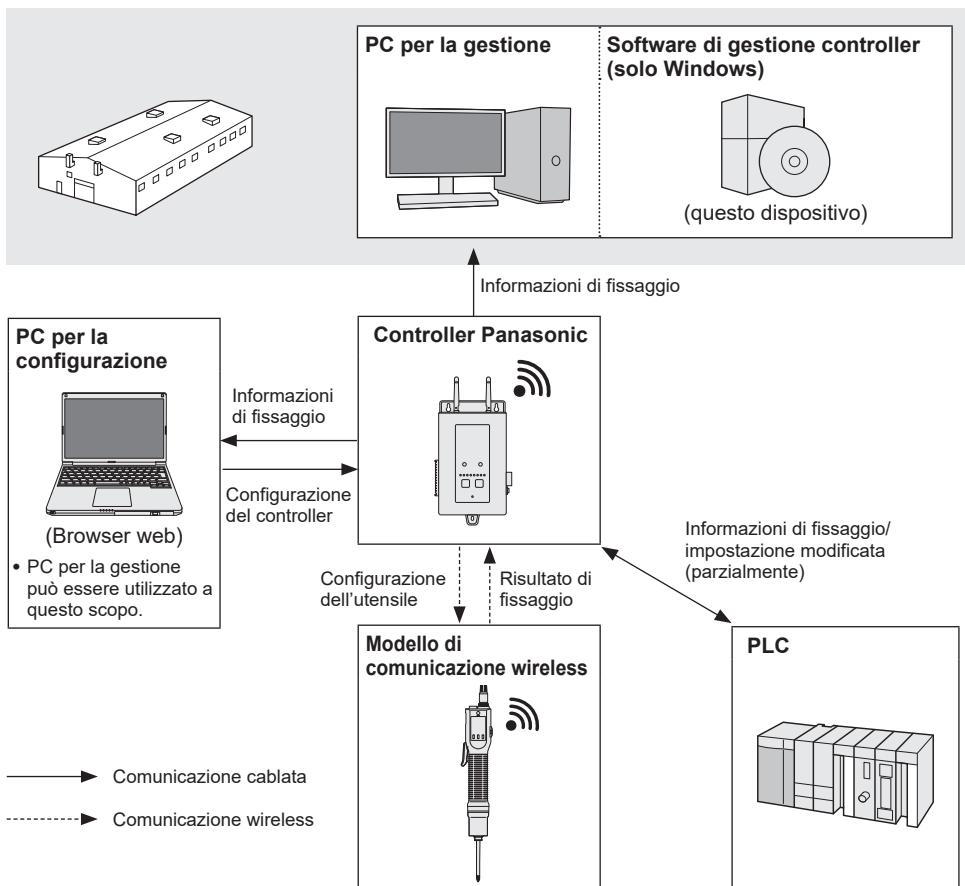 PC per la gestione
Software di gestione controller
(solo Windows)
(questo dispositivo)
Informazioni di fissaggio
PC per la
configurazione
(Browser web)
• PC per la gestione
può essere utilizzato a
questo scopo.
Informazioni
di fissaggio
Configurazione
del controller
Controller Panasonic
Configurazione
dell'utensile
Risultato di
fissaggio
Informazioni di fissaggio/
impostazione modificata
(parzialmente)
Modello di
comunicazione wireless
PLC
Comunicazione cablata
Comunicazione wireless